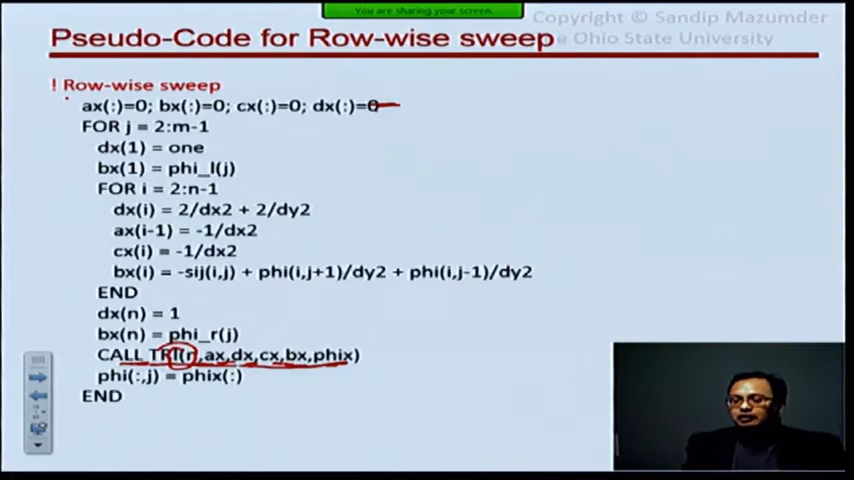 You are sharing your screen.
Copyright © Sandip Mazumder
Pseudo-Code for Row-wise sweep
e Ohio State University
! Row-wise sweep
ax(:)=0; bx(:)=0; cx(:)=0; dx(:)=0
FOR j = 2:m-1
dx(1) = one
bx(1) = phi_l(j)
FOR i = 2:n-1
dx(i) = 2/dx2 + 2/dy2
ax(i-1) = -1/dx2
cx(i) = -1/dx2
bx(i) = -sij(i,j) + phi(i,j+1)/dy2 + phi(i,j-1)/dy2
END
dx(n) = 1
bx(n) = phi_r(j)
CALL TRI(n,ax,dx,cx,bx,phix)
phi(:,j) = phix(:)
END